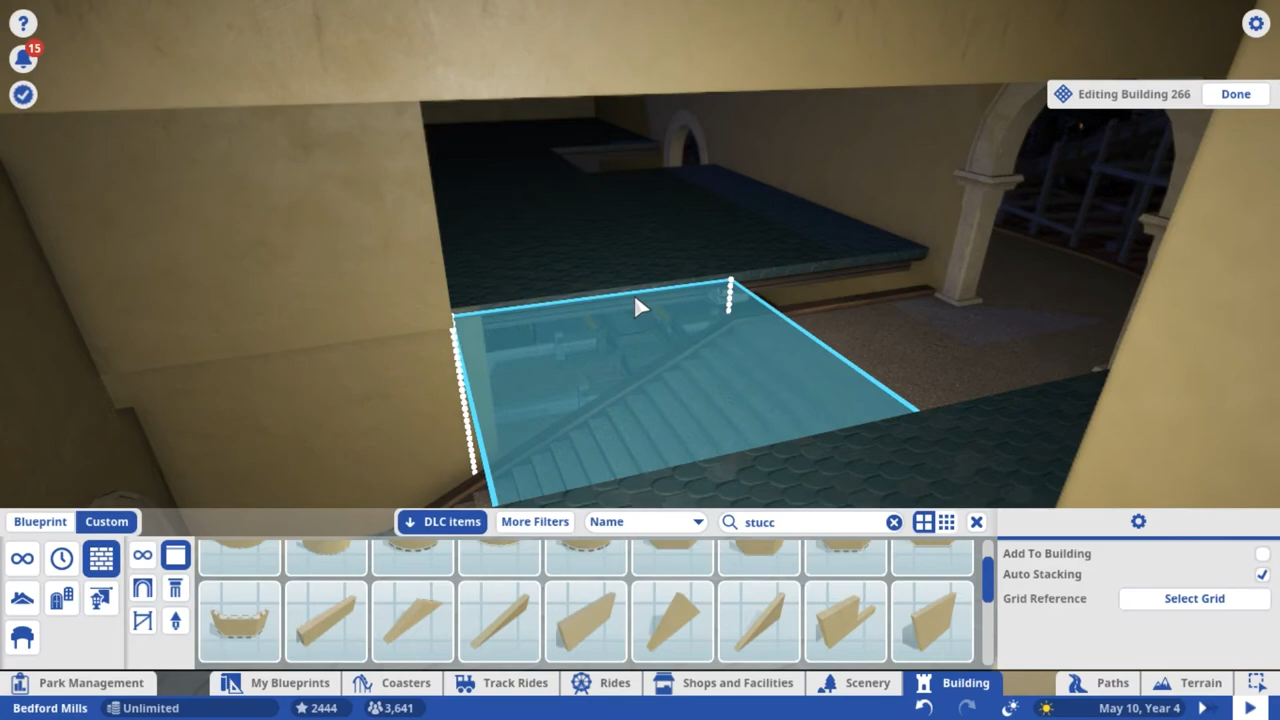 ?
15
Editing Building 266
Done
Blueprint
Custom
DLC items
More Filters
Name
stucc
Add To Building
Auto Stacking
Grid Reference
Select Grid
Park Management
My Blueprints
Coasters
Track Rides
Rides
Shops and Facilities
Scenery
Building
Paths
Terrain
Bedford Mills
Unlimited
2444
3,641
May 10, Year 4